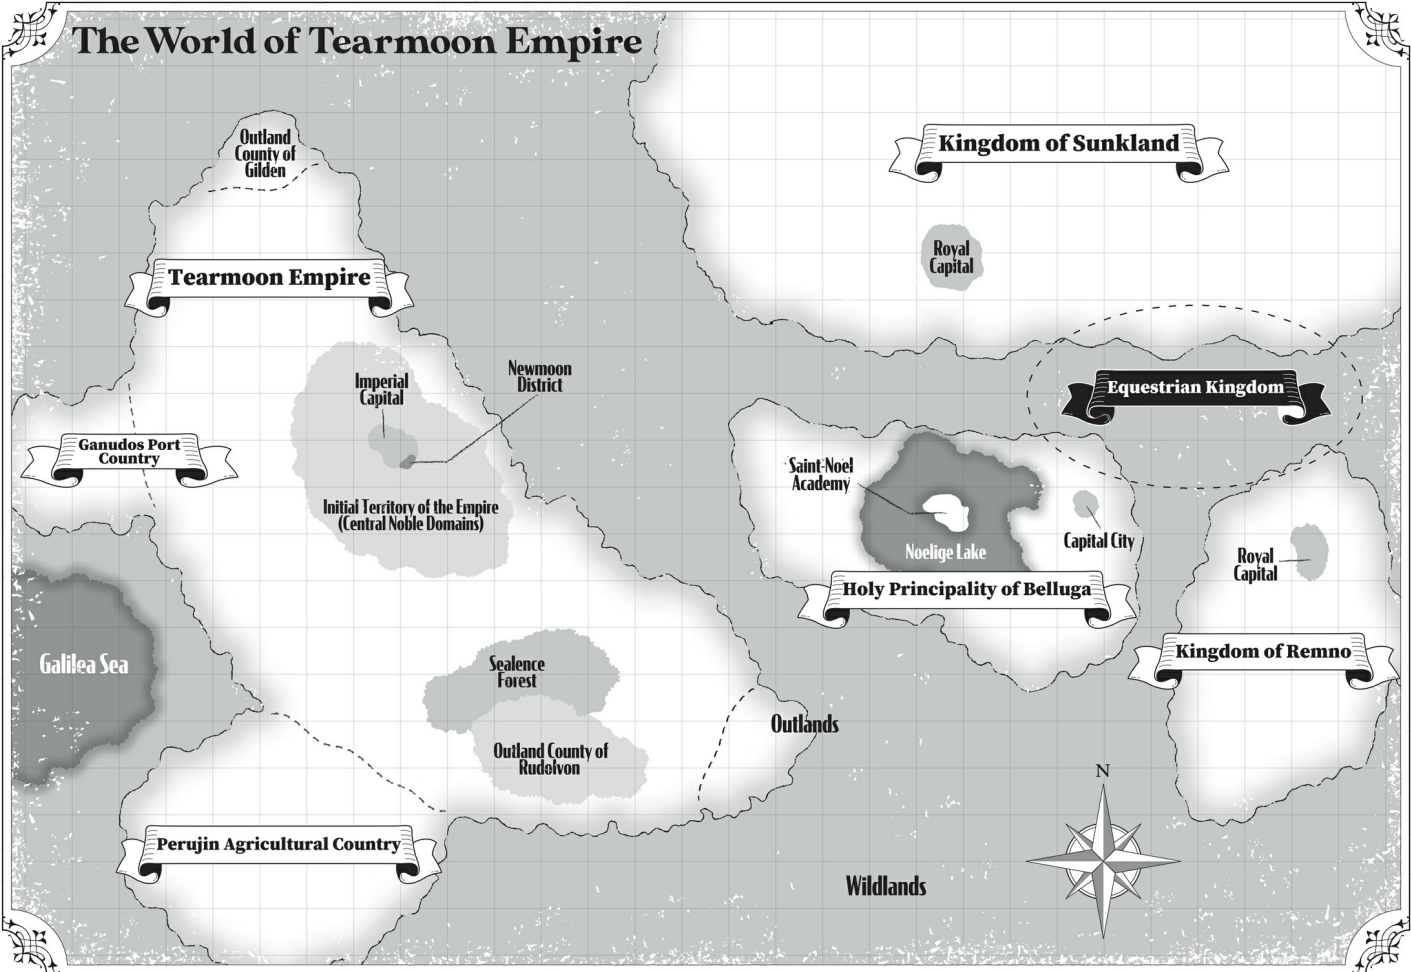 The World of Tearmoon Empire
Outland
County of
Gilden
Kingdom of Sunkland
Royal
Capital
Tearmoon Empire
Imperial
Capital
Newmoon
District
Equestrian Kingdom
Ganudos Port
Country
Initial Territory of the Empire
(Central Noble Domains)
Saint-Noel
Academy
Noelige Lake
Capital City
Holy Principality of Belluga
Royal
Capital
Kingdom of Remno
Galilea Sea
Sealence
Forest
Outland County of
Rudolvon
Outlands
Perujin Agricultural Country
Wildlands
N